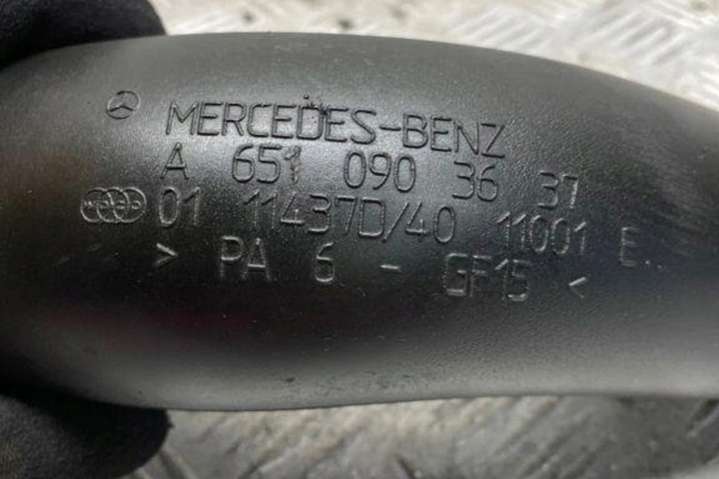 MERCEDES-BENZ
A 651 090 36 37
01 11437D/40 11001 E
> PA 6 - GF15 <